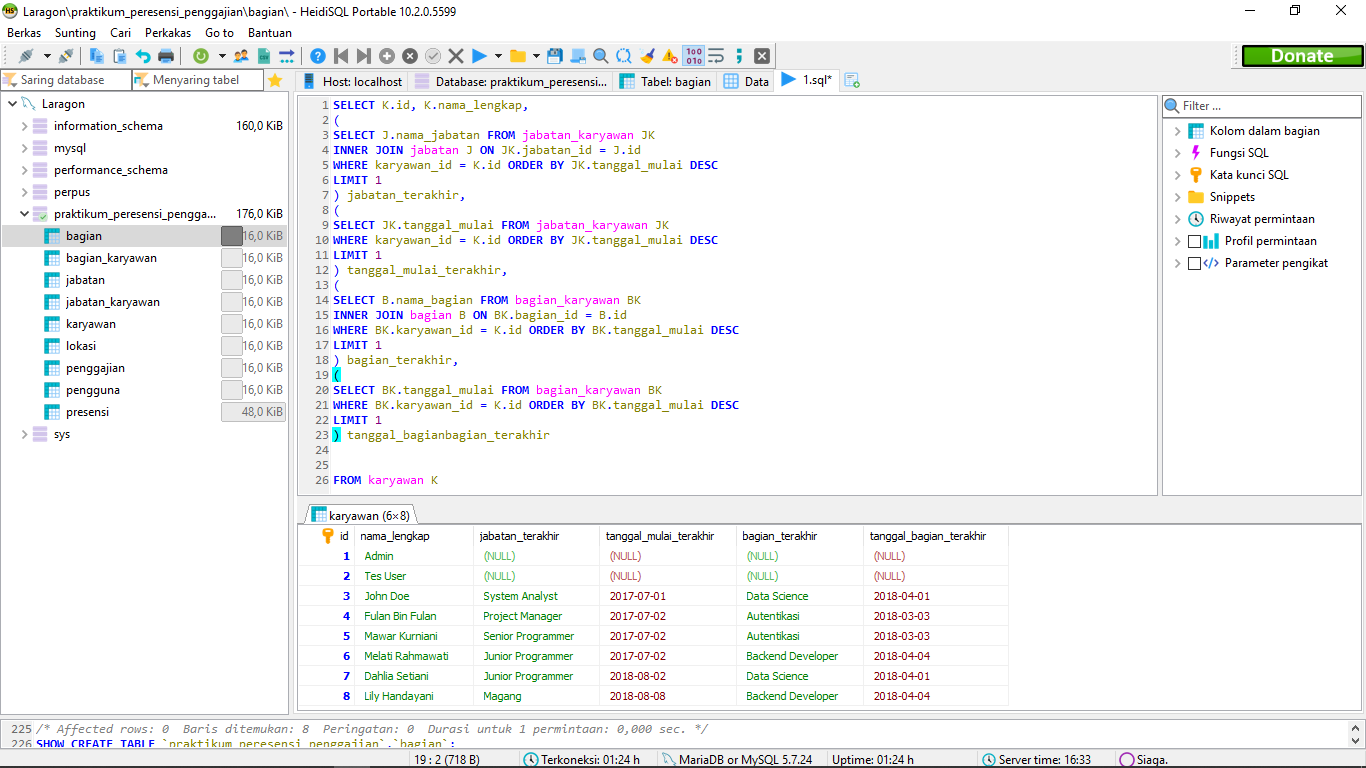 Laragon\praktikum_peresensi_penggajian\bagian\ - HeidiSQL Portable 10.2.0.5599
Berkas Sunting Cari Perkakas Go to Bantuan
Donate
Saring database Menyaring tabel
Host: localhost Database: praktikum_peresensi... Tabel: bagian Data 1.sql*
Laragon
information_schema 160,0 KiB
mysql
performance_schema
perpus
praktikum_peresensi_pengga... 176,0 KiB
bagian 16,0 KiB
bagian_karyawan 16,0 KiB
jabatan 16,0 KiB
jabatan_karyawan 16,0 KiB
karyawan 16,0 KiB
lokasi 16,0 KiB
penggajian 16,0 KiB
pengguna 16,0 KiB
presensi 48,0 KiB
sys
1 SELECT K.id, K.nama_lengkap,
2 (
3 SELECT J.nama_jabatan FROM jabatan_karyawan JK
4 INNER JOIN jabatan J ON JK.jabatan_id = J.id
5 WHERE karyawan_id = K.id ORDER BY JK.tanggal_mulai DESC
6 LIMIT 1
7 ) jabatan_terakhir,
8 (
9 SELECT JK.tanggal_mulai FROM jabatan_karyawan JK
10 WHERE karyawan_id = K.id ORDER BY JK.tanggal_mulai DESC
11 LIMIT 1
12 ) tanggal_mulai_terakhir,
13 (
14 SELECT B.nama_bagian FROM bagian_karyawan BK
15 INNER JOIN bagian B ON BK.bagian_id = B.id
16 WHERE BK.karyawan_id = K.id ORDER BY BK.tanggal_mulai DESC
17 LIMIT 1
18 ) bagian_terakhir,
19 (
20 SELECT BK.tanggal_mulai FROM bagian_karyawan BK
21 WHERE BK.karyawan_id = K.id ORDER BY BK.tanggal_mulai DESC
22 LIMIT 1
23 ) tanggal_bagianbagian_terakhir
24
25
26 FROM karyawan K
Filter ...
Kolom dalam bagian
Fungsi SQL
Kata kunci SQL
Snippets
Riwayat permintaan
Profil permintaan
Parameter pengikat
karyawan (6×8)
id nama_lengkap jabatan_terakhir tanggal_mulai_terakhir bagian_terakhir tanggal_bagian_terakhir
1 Admin (NULL) (NULL) (NULL) (NULL)
2 Tes User (NULL) (NULL) (NULL) (NULL)
3 John Doe System Analyst 2017-07-01 Data Science 2018-04-01
4 Fulan Bin Fulan Project Manager 2017-07-02 Autentikasi 2018-03-03
5 Mawar Kurniani Senior Programmer 2017-07-02 Autentikasi 2018-03-03
6 Melati Rahmawati Junior Programmer 2017-07-02 Backend Developer 2018-04-04
7 Dahlia Setiani Junior Programmer 2018-08-02 Data Science 2018-04-01
8 Lily Handayani Magang 2018-08-08 Backend Developer 2018-04-04
225 /* Affected rows: 0 Baris ditemukan: 8 Peringatan: 0 Durasi untuk 1 permintaan: 0,000 sec. */
226 SHOW CREATE TABLE `praktikum_peresensi_penggajian`.`bagian`;
19 : 2 (718 B) Terkoneksi: 01:24 h MariaDB or MySQL 5.7.24 Uptime: 01:24 h Server time: 16:33 Siaga.